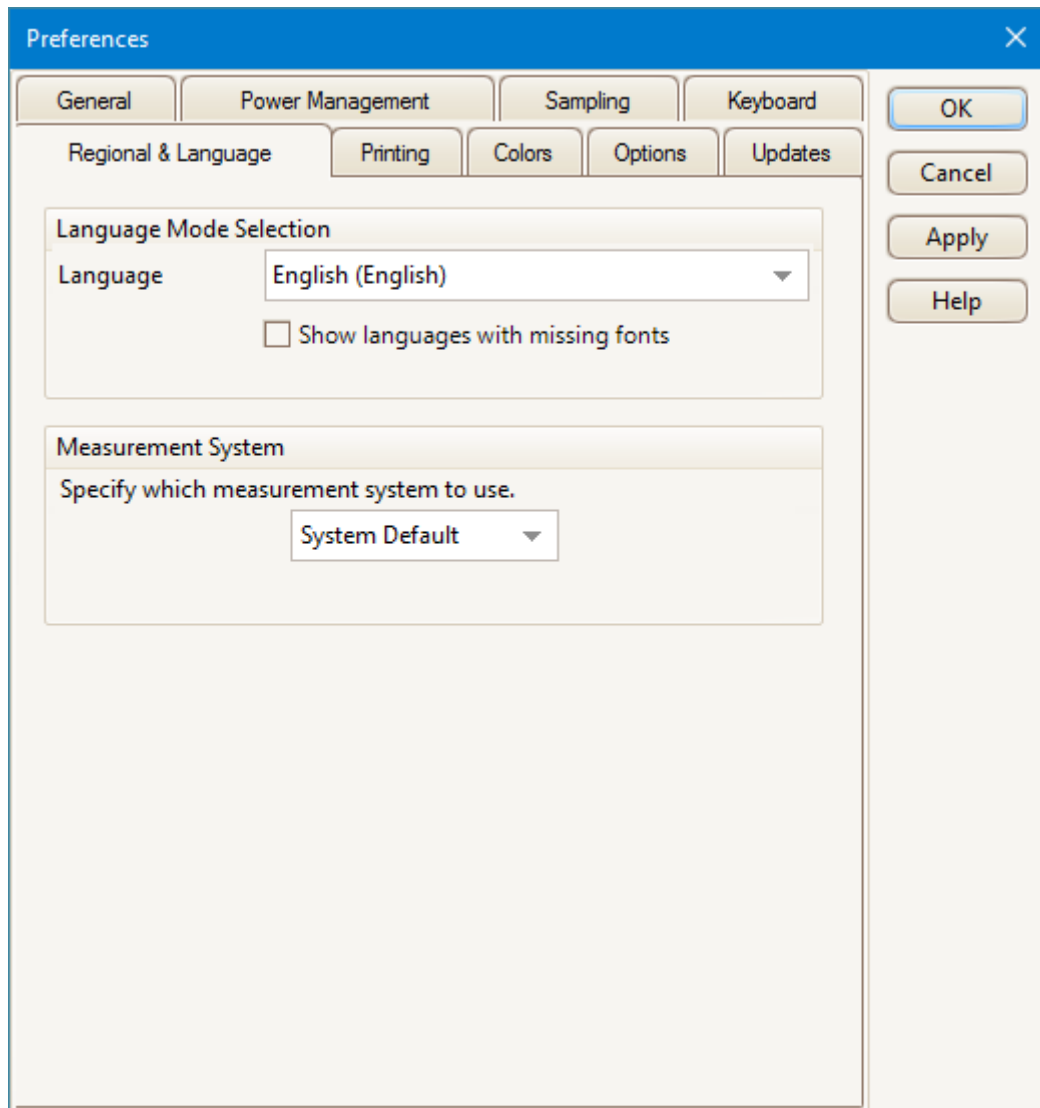 Preferences
General Power Management Sampling Keyboard
Regional & Language Printing Colors Options Updates
OK
Cancel
Apply
Help
Language Mode Selection
Language English (English)
Show languages with missing fonts
Measurement System
Specify which measurement system to use.
System Default